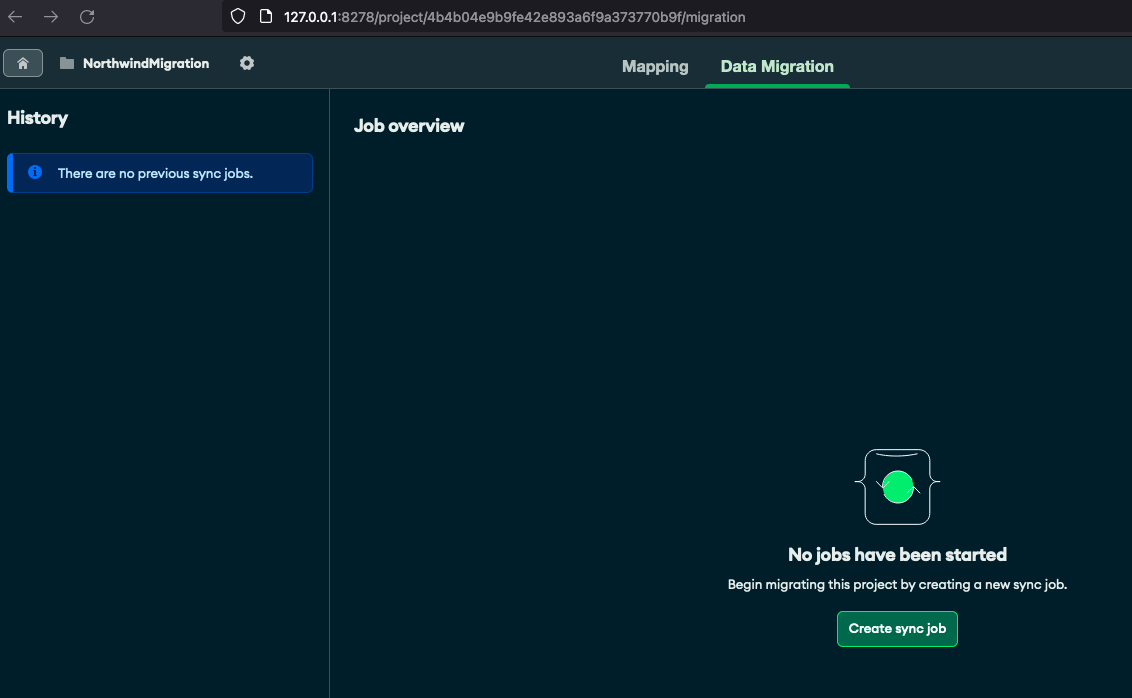 127.0.0.1:8278/project/4b4b04e9b9fe42e893a6f9a373770b9f/migration
NorthwindMigration
Mapping
Data Migration
History
There are no previous sync jobs.
Job overview
No jobs have been started
Begin migrating this project by creating a new sync job.
Create sync job